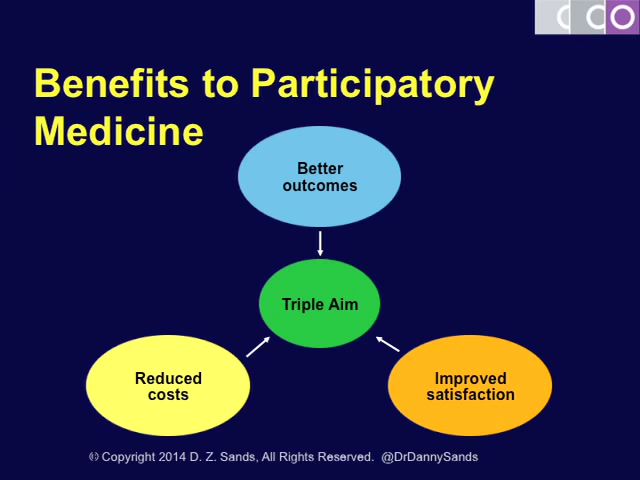 Benefits to Participatory
Medicine
Better
outcomes
Triple Aim
Reduced
costs
Improved
satisfaction
© Copyright 2014 D. Z. Sands, All Rights Reserved. @DrDannySands